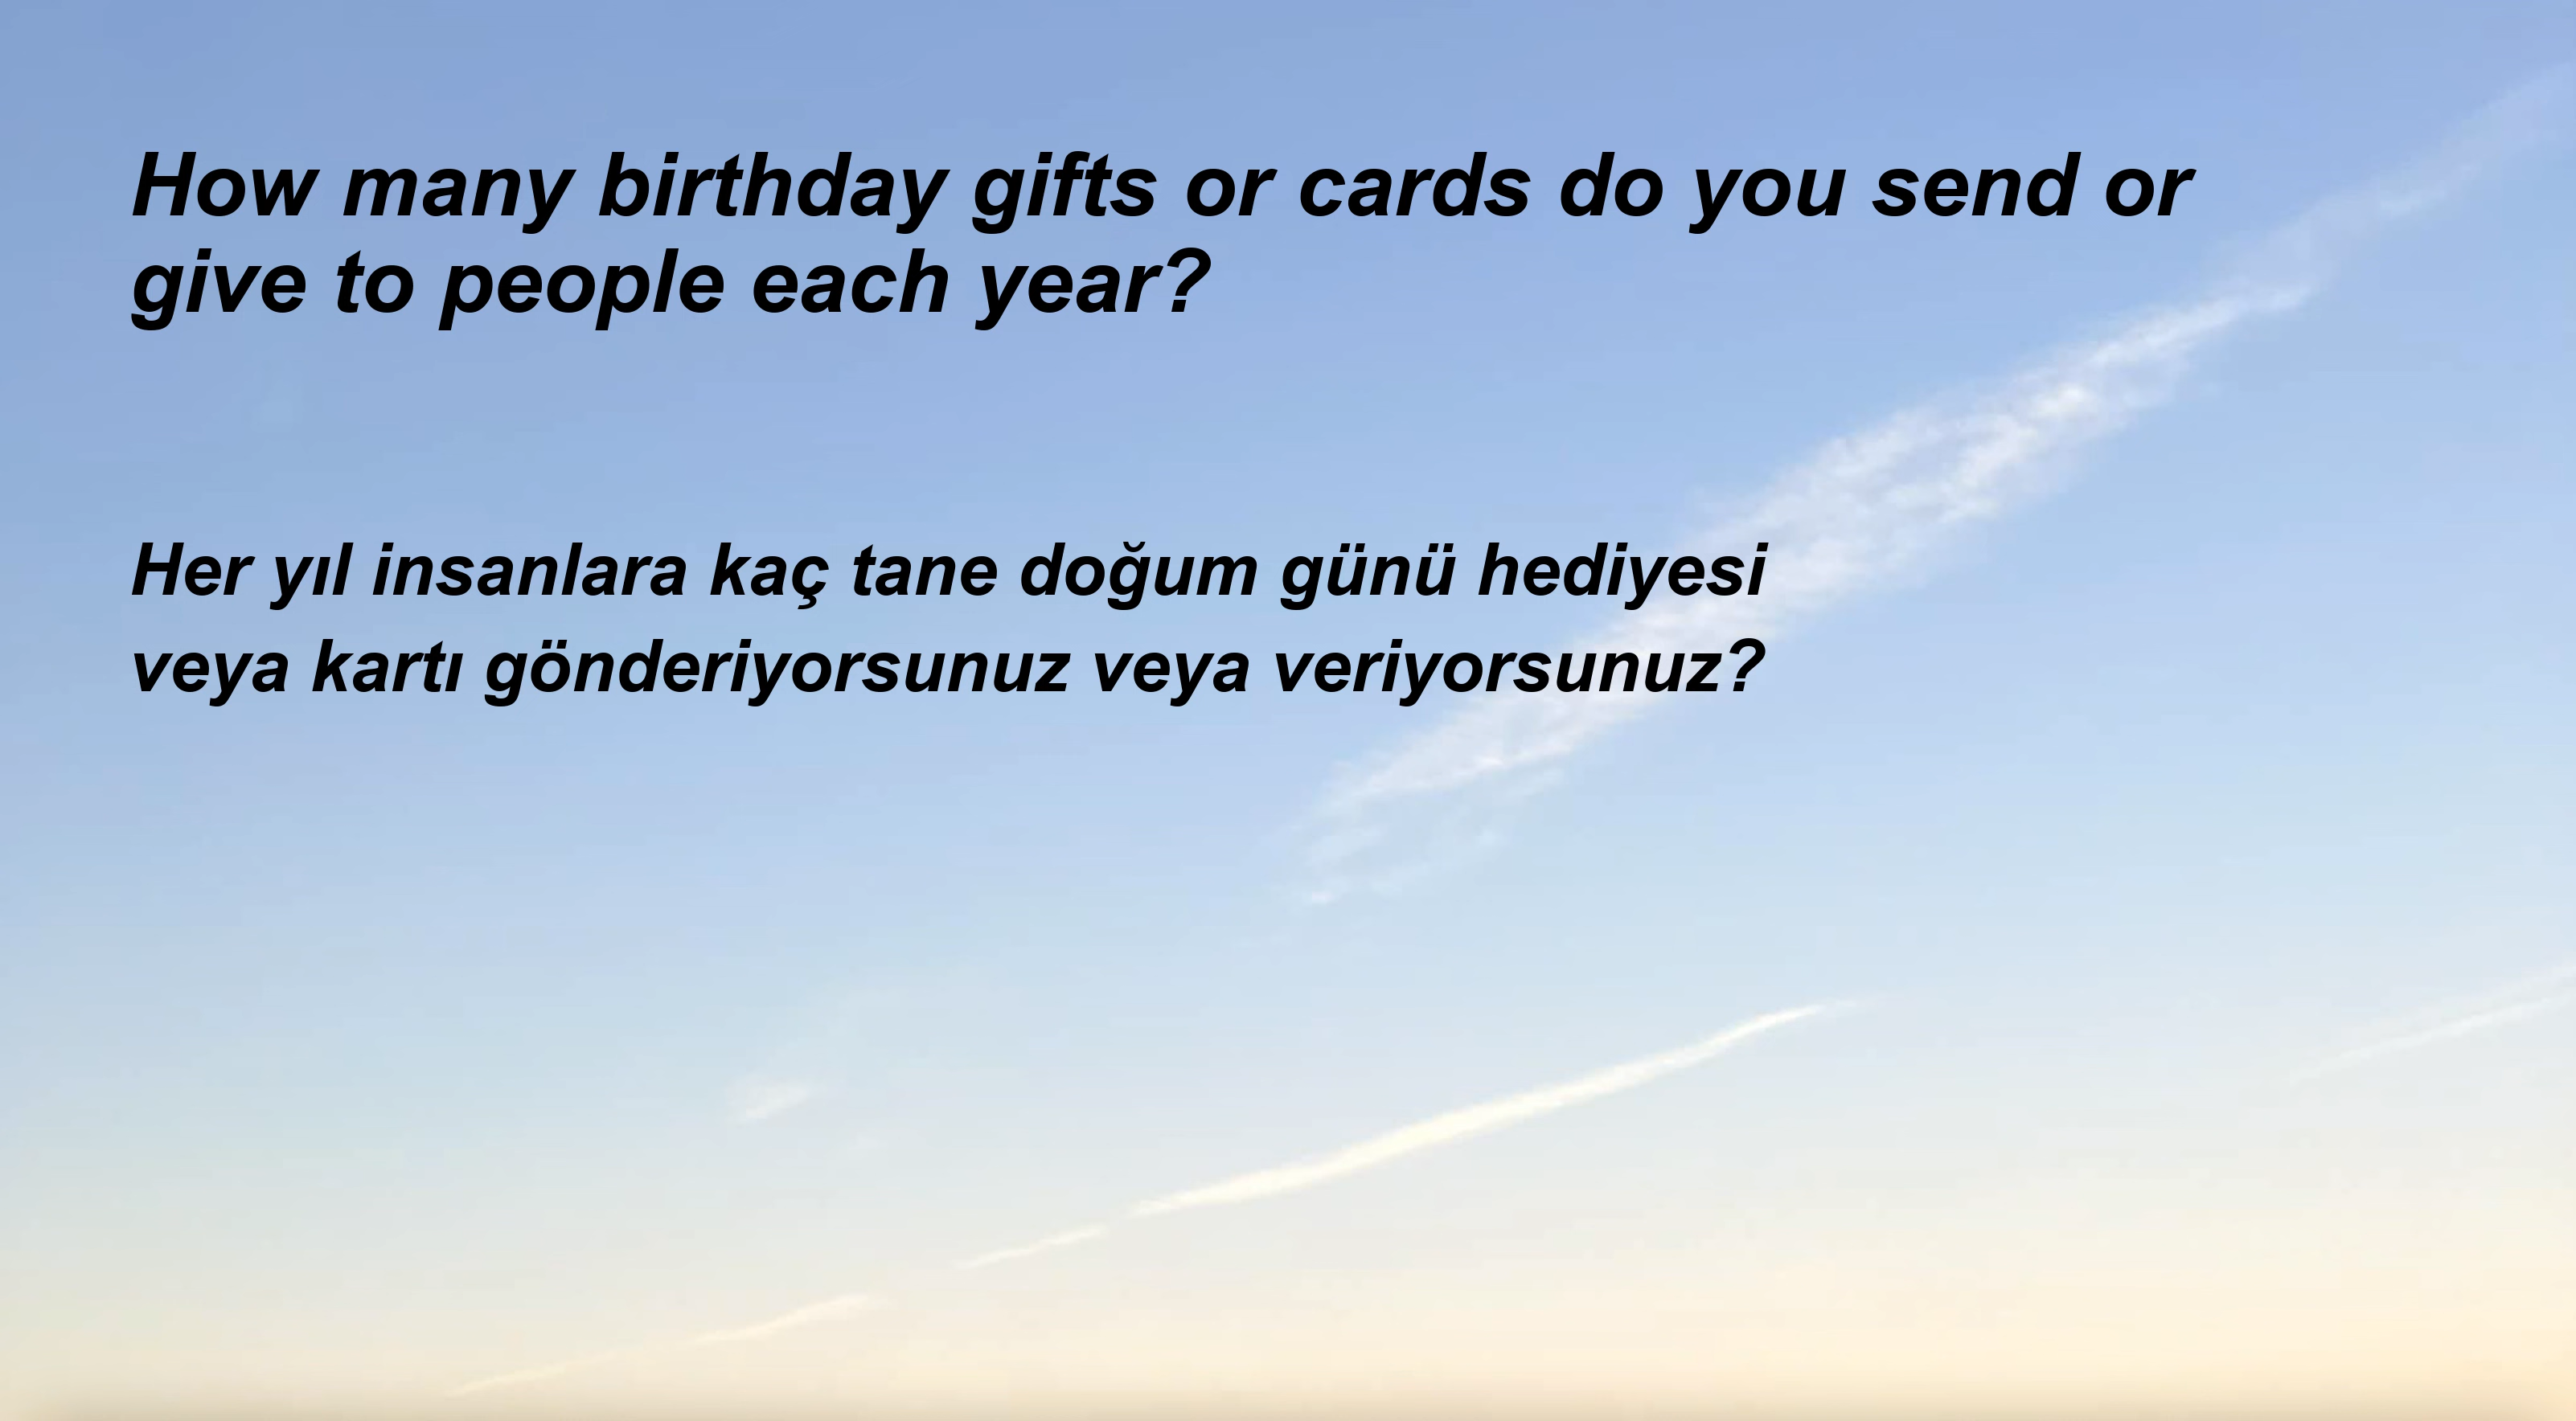 How many birthday gifts or cards do you send or
give to people each year?
Her yıl insanlara kaç tane doğum günü hediyesi
veya kartı gönderiyorsunuz veya veriyorsunuz?